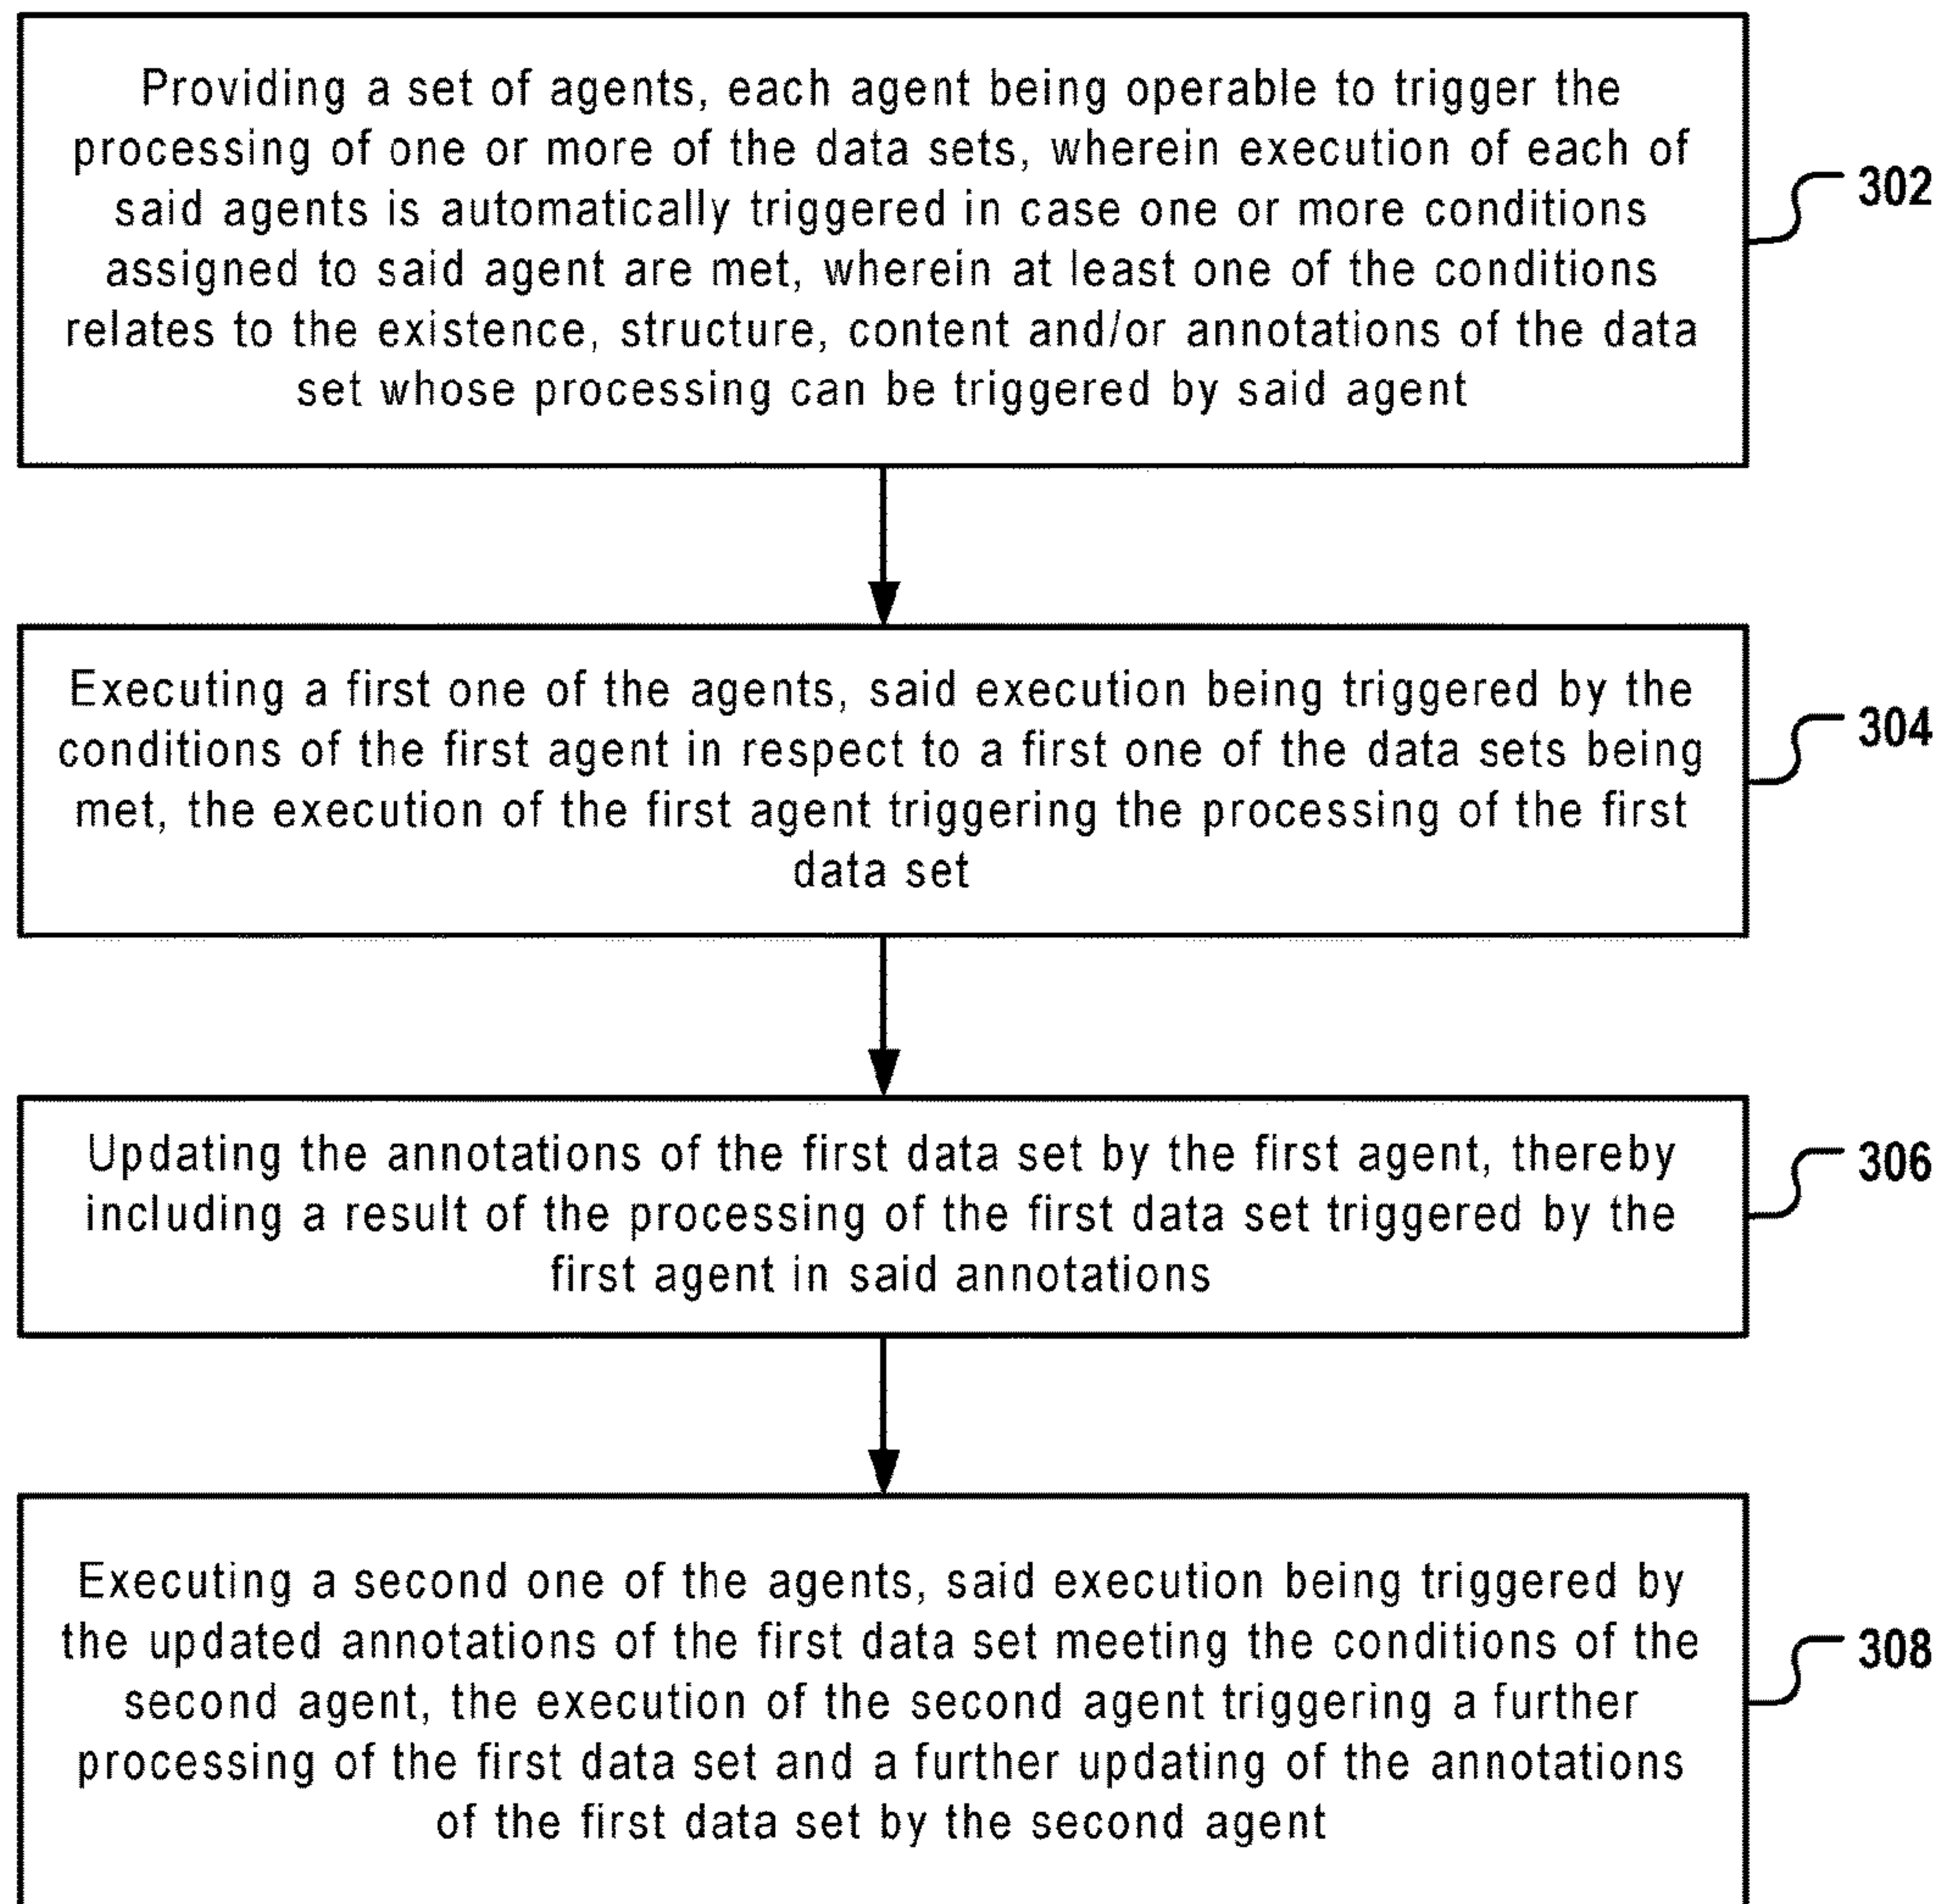 Providing a set of agents, each agent being operable to trigger the
processing of one or more of the data sets, wherein execution of each of
said agents is automatically triggered in case one or more conditions
assigned to said agent are met, wherein at least one of the conditions
relates to the existence, structure, content and/or annotations of the data
set whose processing can be triggered by said agent
302
Executing a first one of the agents, said execution being triggered by the
conditions of the first agent in respect to a first one of the data sets being
met, the execution of the first agent triggering the processing of the first
data set
304
Updating the annotations of the first data set by the first agent, thereby
including a result of the processing of the first data set triggered by the
first agent in said annotations
306
Executing a second one of the agents, said execution being triggered by
the updated annotations of the first data set meeting the conditions of the
second agent, the execution of the second agent triggering a further
processing of the first data set and a further updating of the annotations
of the first data set by the second agent
308